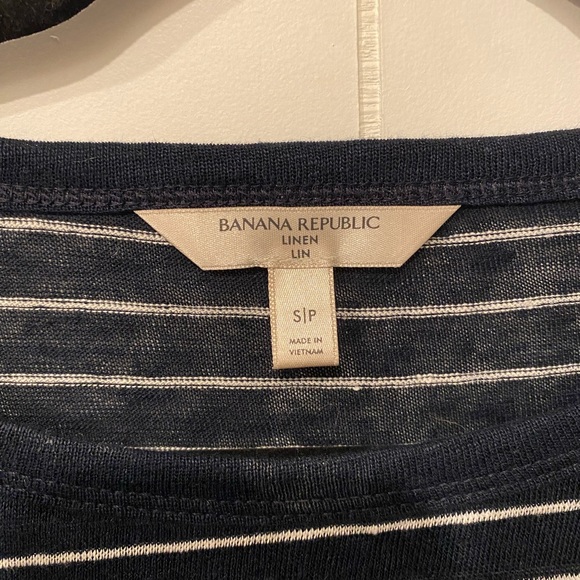 BANANA REPUBLIC
LINEN
LIN
S|P
MADE IN
VIETNAM